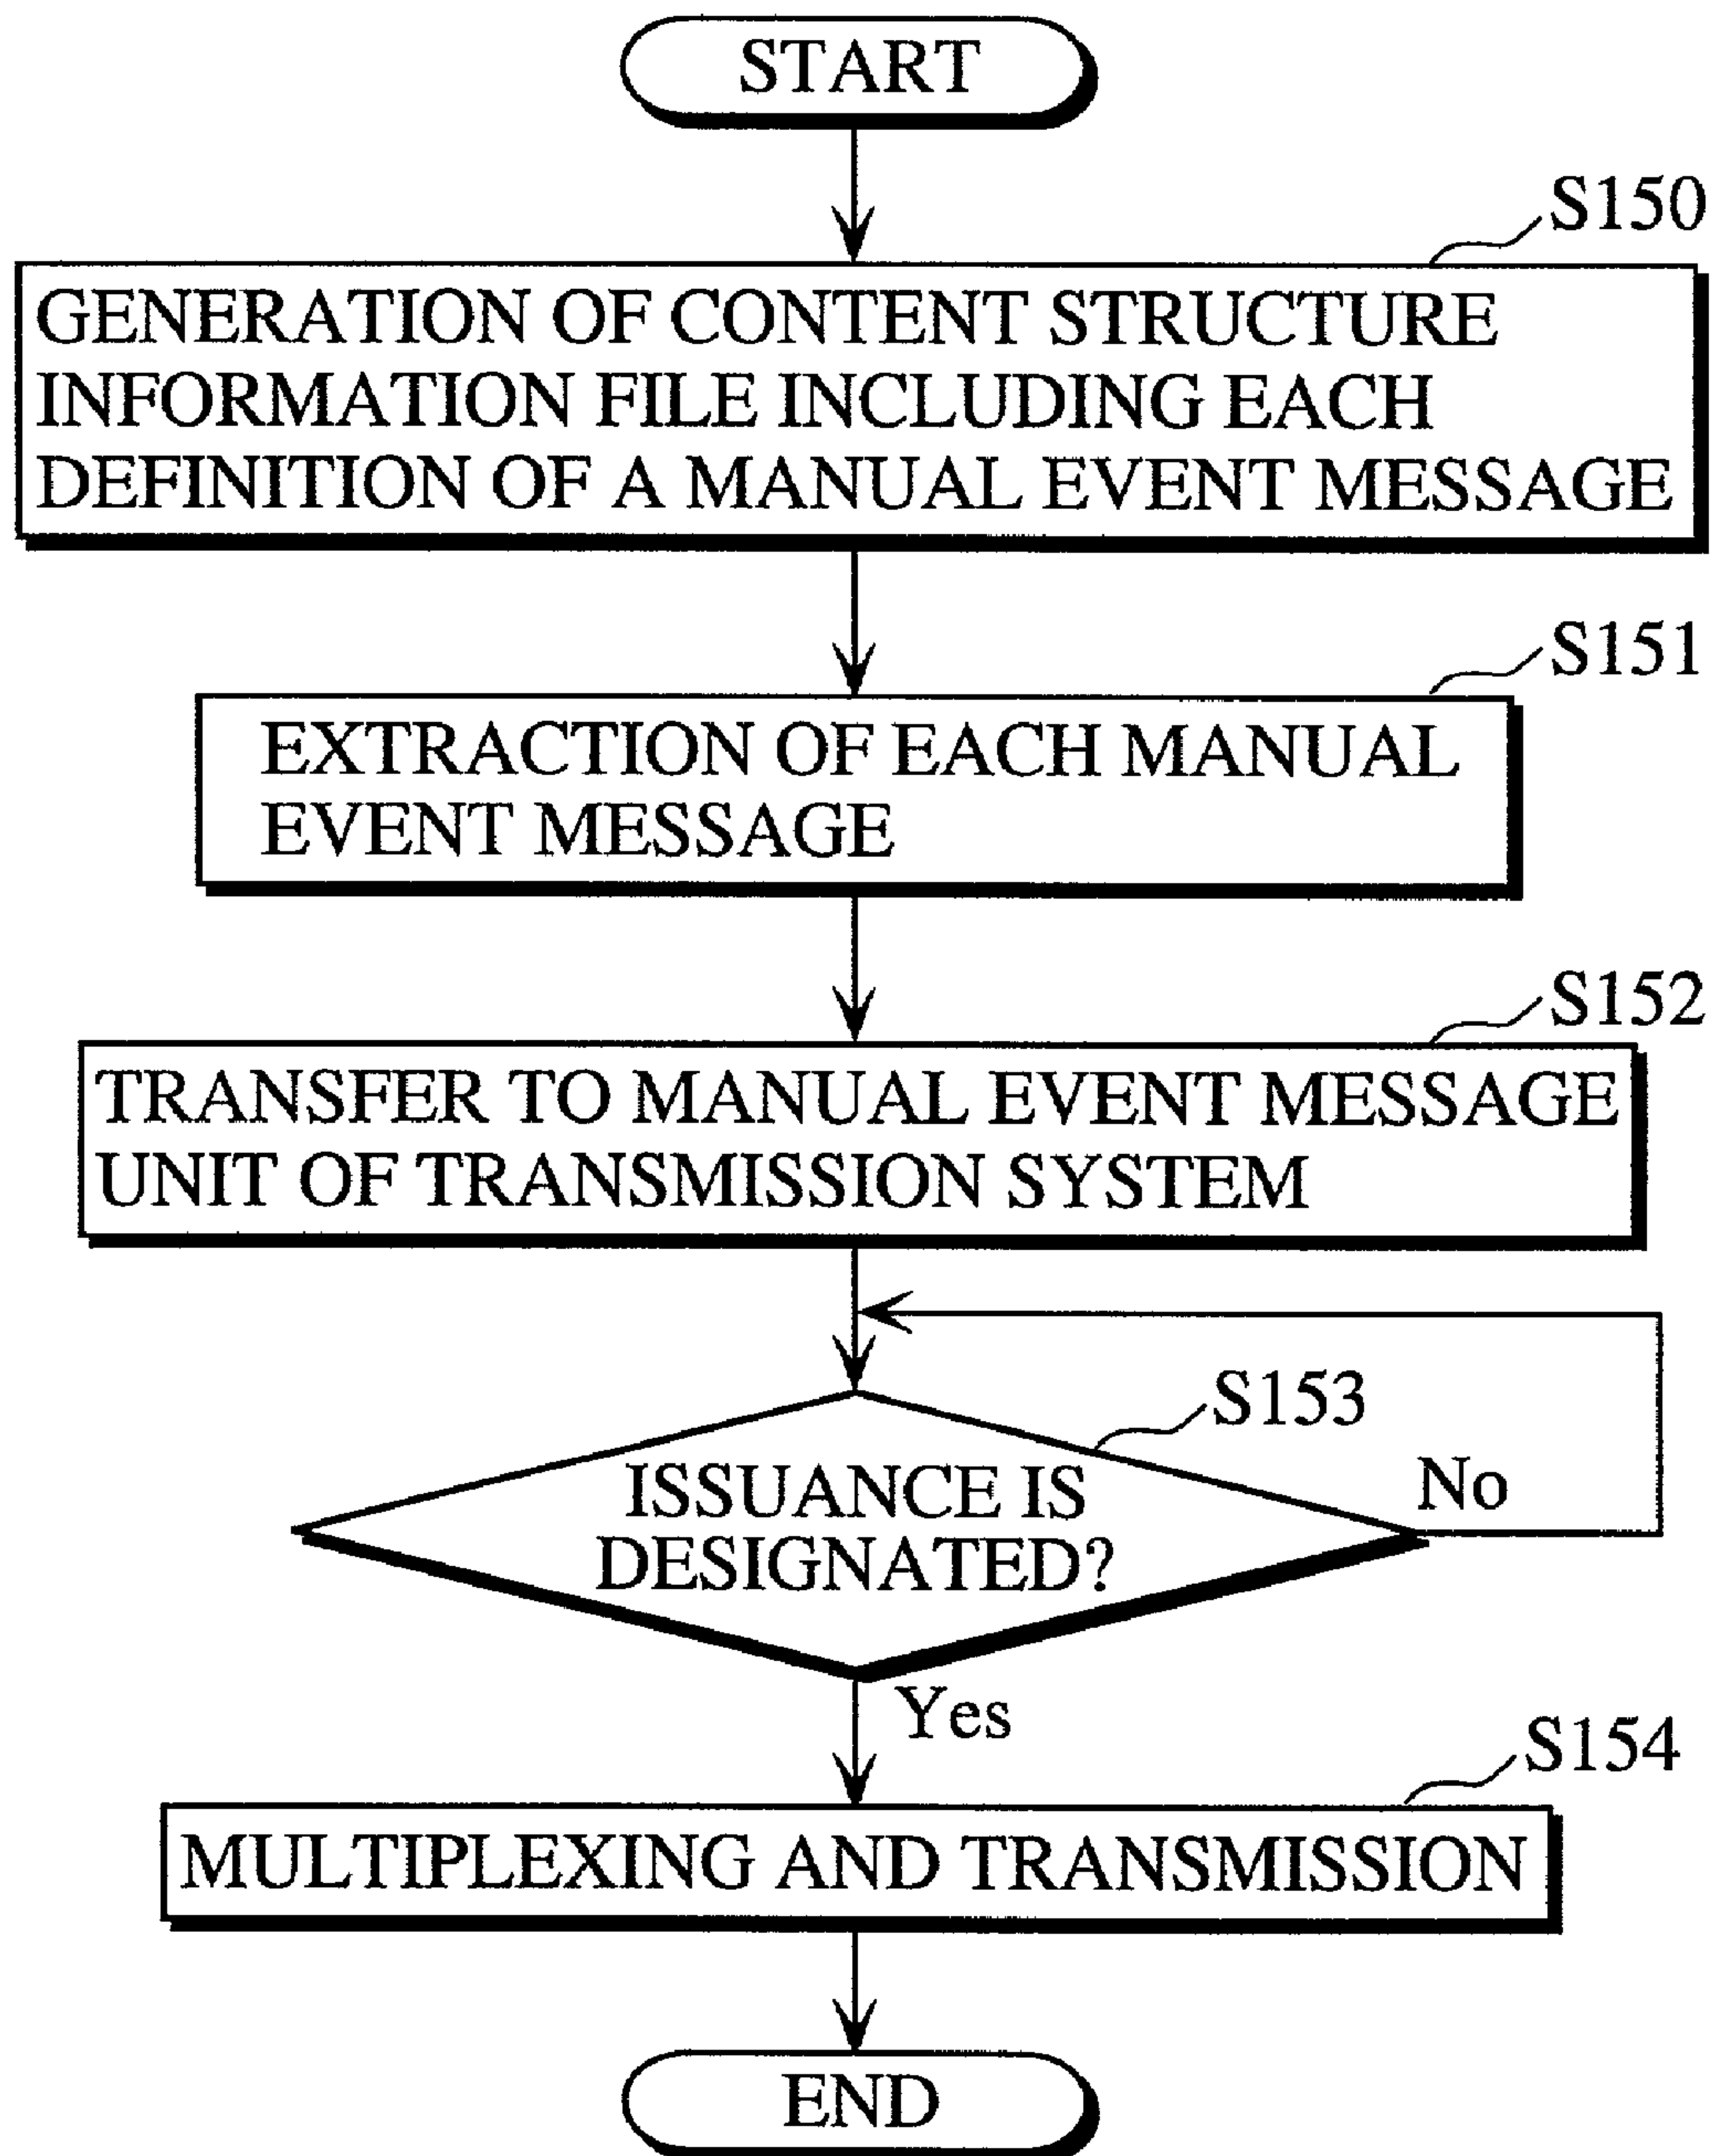 START
S150
GENERATION OF CONTENT STRUCTURE
INFORMATION FILE INCLUDING EACH
DEFINITION OF A MANUAL EVENT MESSAGE
S151
EXTRACTION OF EACH MANUAL
EVENT MESSAGE
S152
TRANSFER TO MANUAL EVENT MESSAGE
UNIT OF TRANSMISSION SYSTEM
S153
ISSUANCE IS
DESIGNATED?
No
Yes
S154
MULTIPLEXING AND TRANSMISSION
END